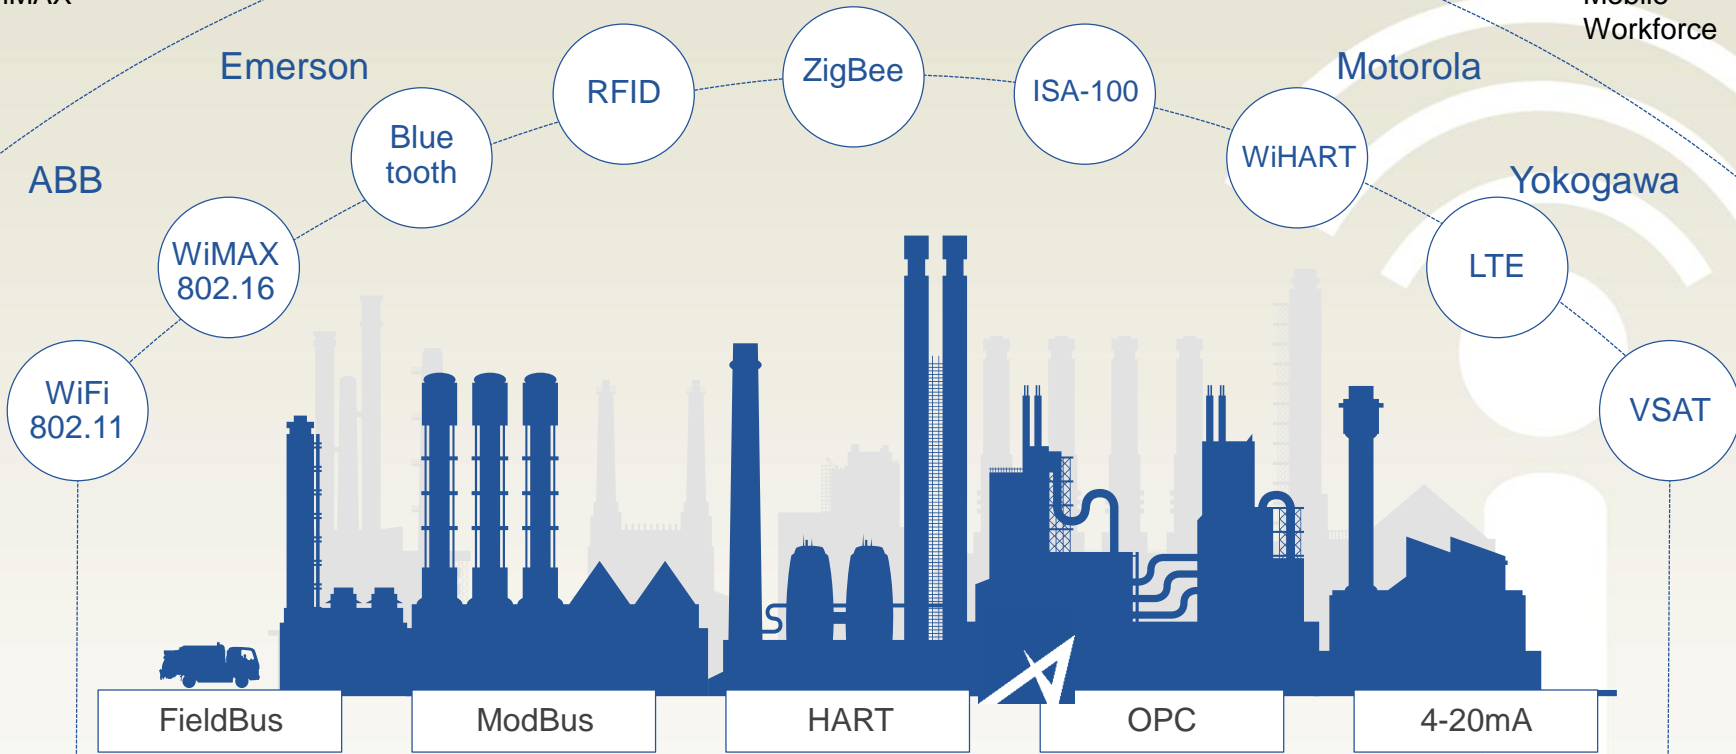 Workforce
Emerson
ZigBee
Motorola
RFID
ISA-100
Blue
tooth
WiHART
ABB
Yokogawa
WiMAX
802.16
LTE
WiFi
802.11
VSAT
FieldBus
ModBus
HART
OPC
4-20mA